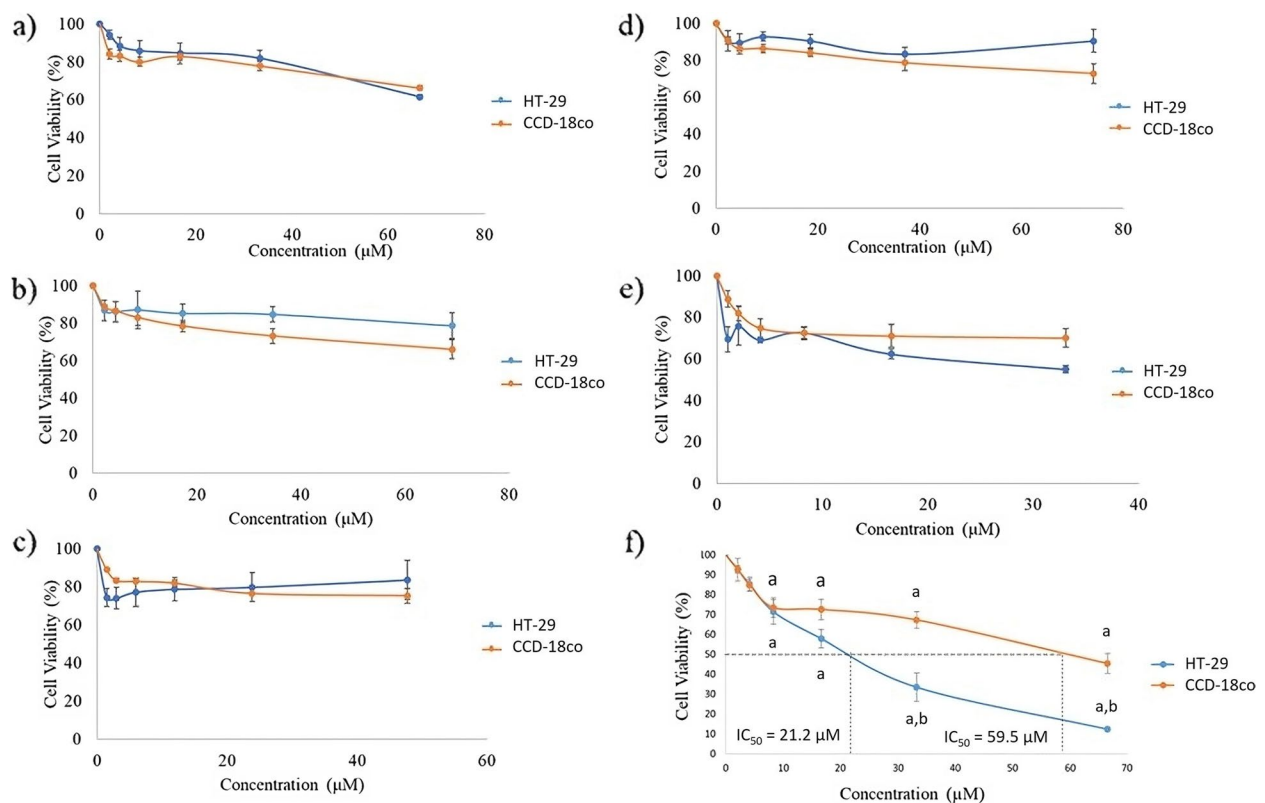 a)
Cell Viability (%)
100
80
60
40
20
0
0 20 40 60 80
Concentration (μM)
HT-29
CCD-18co
d)
Cell Viability (%)
100
80
60
40
20
0
0 20 40 60 80
Concentration (μM)
HT-29
CCD-18co
b)
Cell Viability (%)
100
80
60
40
20
0
0 20 40 60 80
Concentration (μM)
HT-29
CCD-18co
e)
Cell Viability (%)
100
80
60
40
20
0
0 10 20 30 40
Concentration (μM)
HT-29
CCD-18co
c)
Cell Viability (%)
100
80
60
40
20
0
0 20 40 60
Concentration (μM)
HT-29
CCD-18co
f)
Cell Viability (%)
100
90
80
70
60
50
40
30
20
10
0
a a a a
a a a,b a,b
IC50 = 21.2 μM IC50 = 59.5 μM
0 10 20 30 40 50 60 70
Concentration (μM)
HT-29
CCD-18co